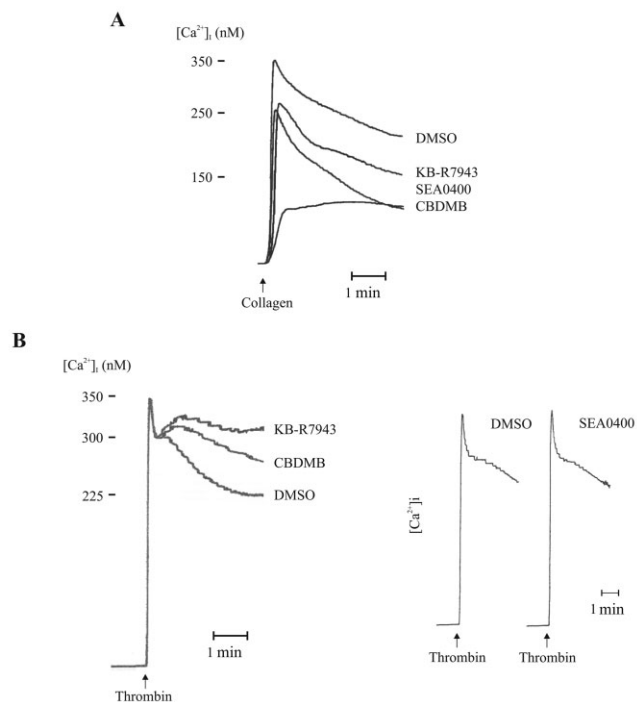 A
[Ca²⁺]ᵢ (nM)
350
250
150
DMSO
KB-R7943
SEA0400
CBDMB
1 min
Collagen
B
[Ca²⁺]ᵢ (nM)
350
300
225
KB-R7943
CBDMB
DMSO
1 min
Thrombin
[Ca²⁺]i
DMSO
SEA0400
1 min
Thrombin
Thrombin